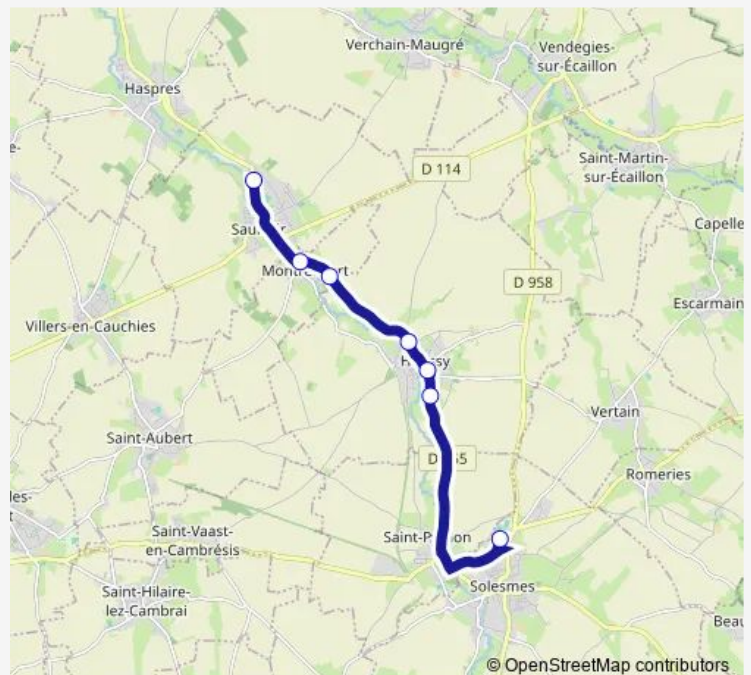 Verchain-Maugré
Vendegies-
sur-Écaillon
Haspres
D 114
Saint-Martin-
sur-Écaillon
Capelle
D 958
Escarmain
Villers-en-Cauchies
Vertain
Saint-Aubert
Romeries
les-
Saint-Vaast-
en-Cambrésis
Solesmes
Saint-Hilaire-
lez-Cambrai
Beau
© OpenStreetMap contributors